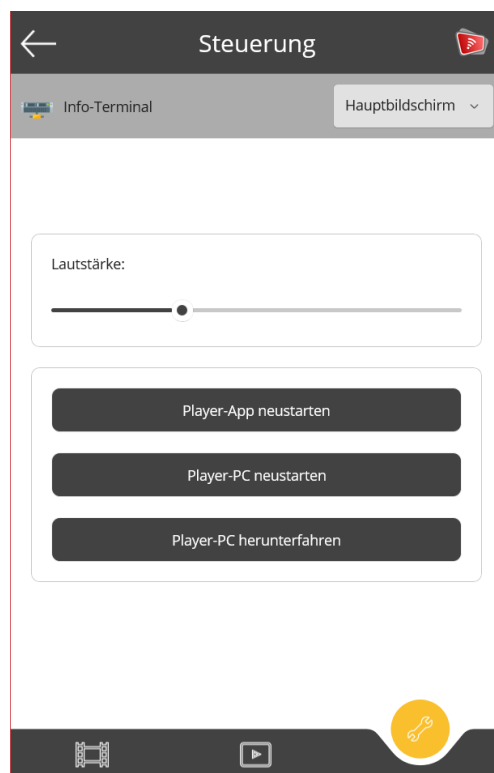 Steuerung
Info-Terminal
Hauptbildschirm
Lautstärke:
Player-App neustarten
Player-PC neustarten
Player-PC herunterfahren